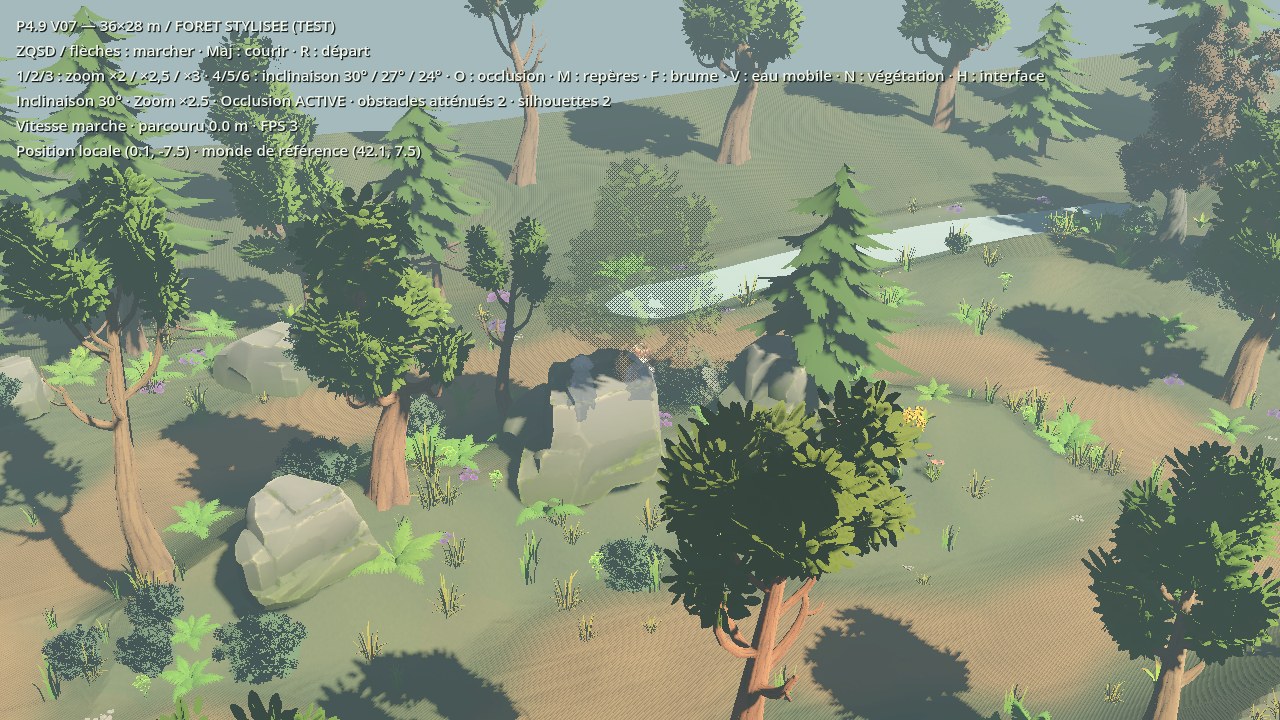 P4.9 V07 — 36×28 m / FORET STYLISEE (TEST)
ZQSD / flèches : marcher · Maj : courir · R : départ
1/2/3 : zoom ×2 / ×2,5 / ×3 · 4/5/6 : inclinaison 30° / 27° / 24° · O : occlusion · M : repères · F : brume · V : eau mobile · N : végétation · H : interface
Inclinaison 30° · Zoom ×2.5 · Occlusion ACTIVE · obstacles atténués 2 · silhouettes 2
Vitesse marche · parcouru 0.0 m · FPS 3
Position locale (0.1, -7.5) · monde de référence (42.1, 7.5)